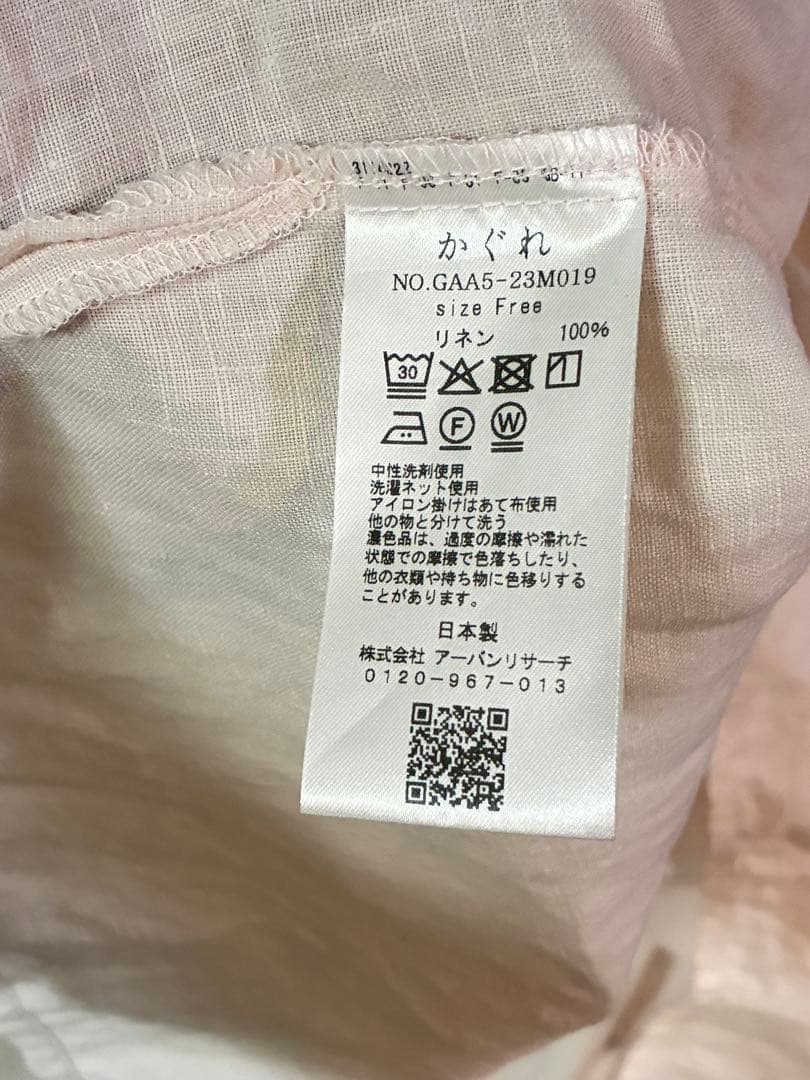 かぐれ
NO.GAA5-23M019
size Free
リネン 100%
30
F W
中性洗剤使用
洗濯ネット使用
アイロン掛けはあて布使用
他の物と分けて洗う
濃色品は、過度の摩擦や濡れた
状態での摩擦で色落ちしたり、
他の衣類や持ち物に色移りする
ことがあります。
日本製
株式会社 アーバンリサーチ
0120-967-013